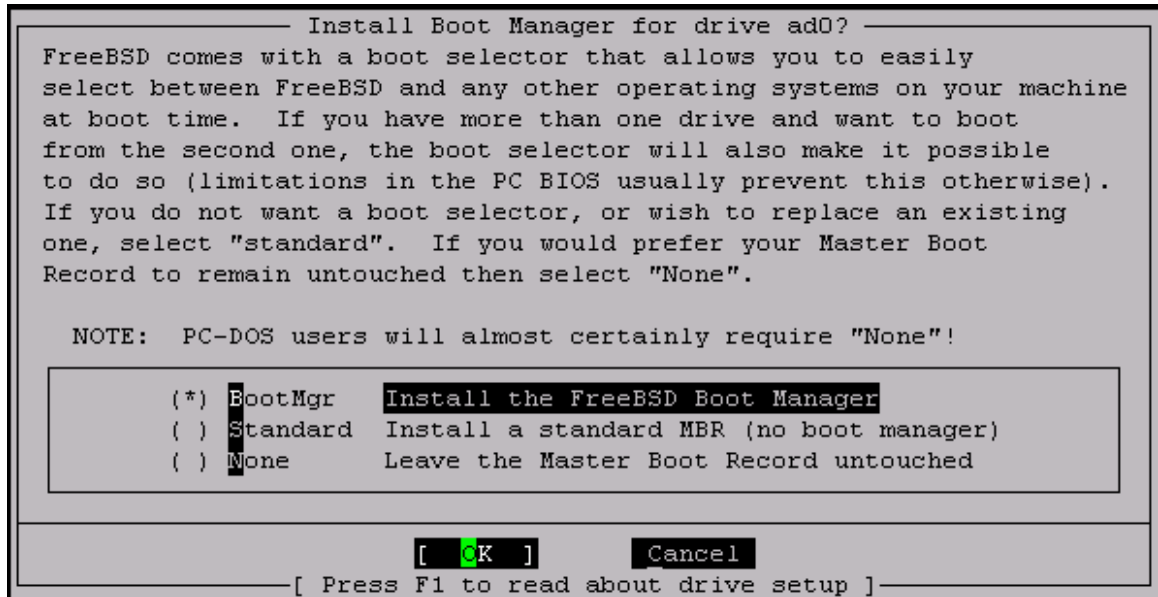 Install Boot Manager for drive ad0?
FreeBSD comes with a boot selector that allows you to easily
select between FreeBSD and any other operating systems on your machine
at boot time.  If you have more than one drive and want to boot
from the second one, the boot selector will also make it possible
to do so (limitations in the PC BIOS usually prevent this otherwise).
If you do not want a boot selector, or wish to replace an existing
one, select "standard".  If you would prefer your Master Boot
Record to remain untouched then select "None".
NOTE:  PC-DOS users will almost certainly require "None"!
(*) BootMgr   Install the FreeBSD Boot Manager
( ) Standard  Install a standard MBR (no boot manager)
( ) None      Leave the Master Boot Record untouched
[  OK  ]      Cancel
[ Press F1 to read about drive setup ]